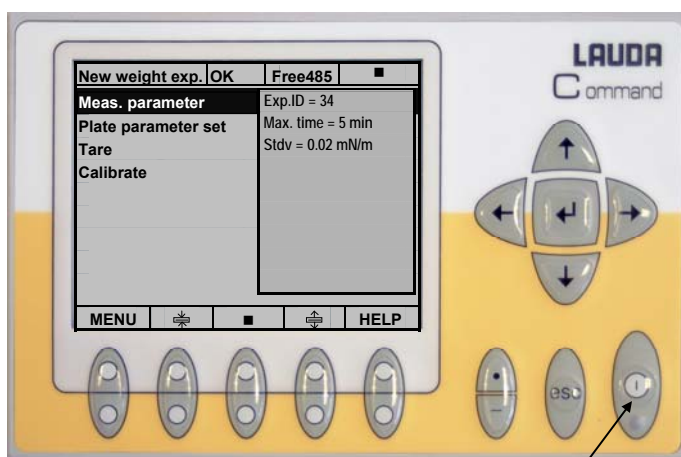 LAUDA
Command
New weight exp. OK Free485
Meas. parameter
Plate parameter set
Tare
Calibrate
Exp.ID = 34
Max. time = 5 min
Stdv = 0.02 mN/m
MENU HELP
esc